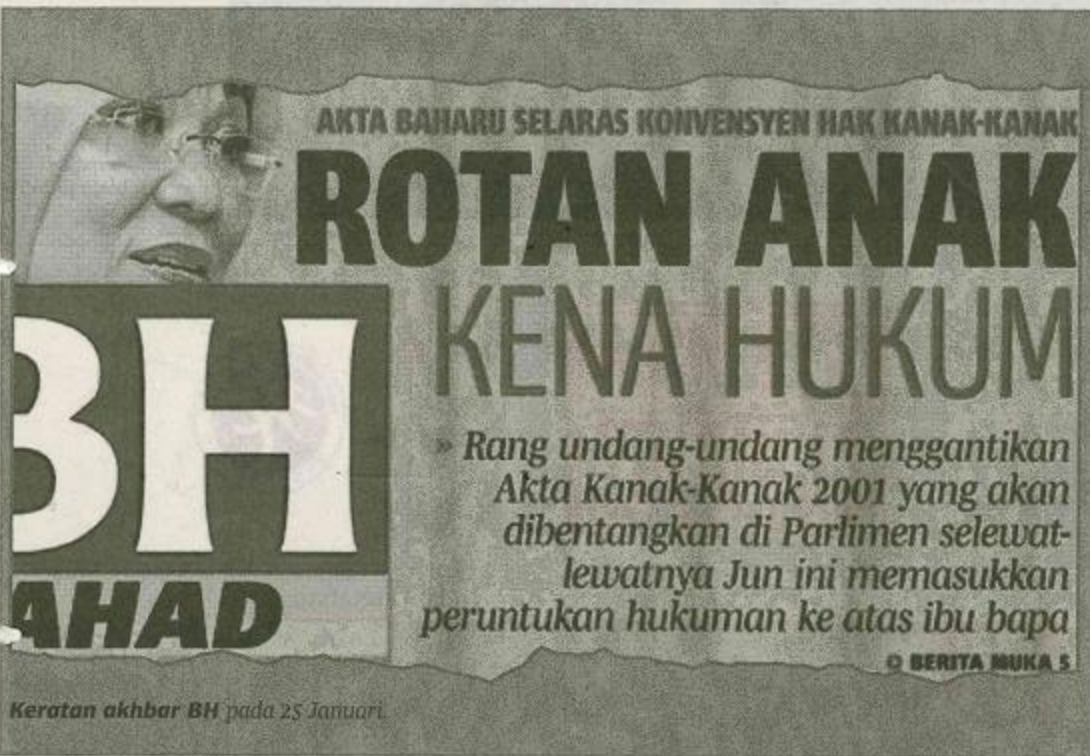 AKTA BAHARU SELARAS KONVENSYEN HAK KANAK-KANAK
ROTAN ANAK
KENA HUKUM
BH
AHAD
» Rang undang-undang menggantikan
Akta Kanak-Kanak 2001 yang akan
dibentangkan di Parlimen selewat-
lewatnya Jun ini memasukkan
peruntukan hukuman ke atas ibu bapa
BERITA MUKA 5
Keratan akhbar BH pada 25 Januari.